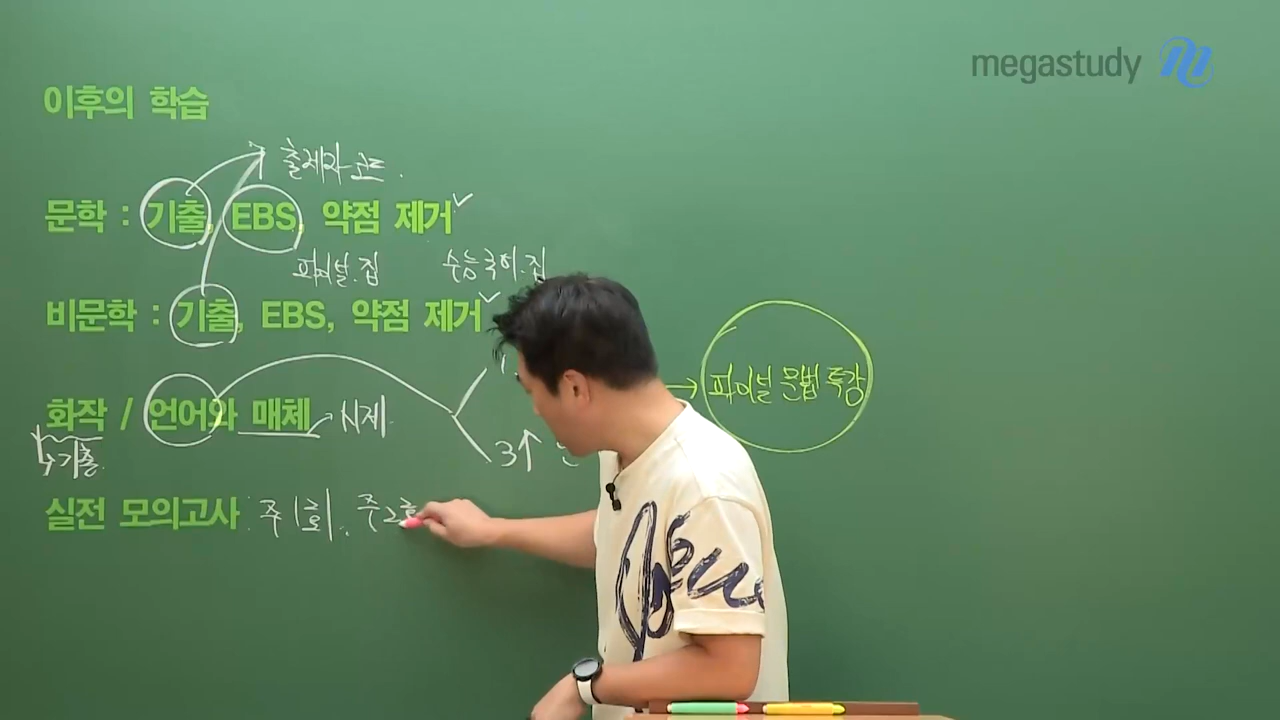 megastudy
이후의 학습
출제자 코드.
문학 : 기출, EBS, 약점 제거
파이널.집 수능국어.집
비문학 : 기출, EBS, 약점 제거
→ 파이널 문법 특강
화작 / 언어와 매체 → 시제
→ 기출. 3↑
실전 모의고사 : 주1회, 주2회